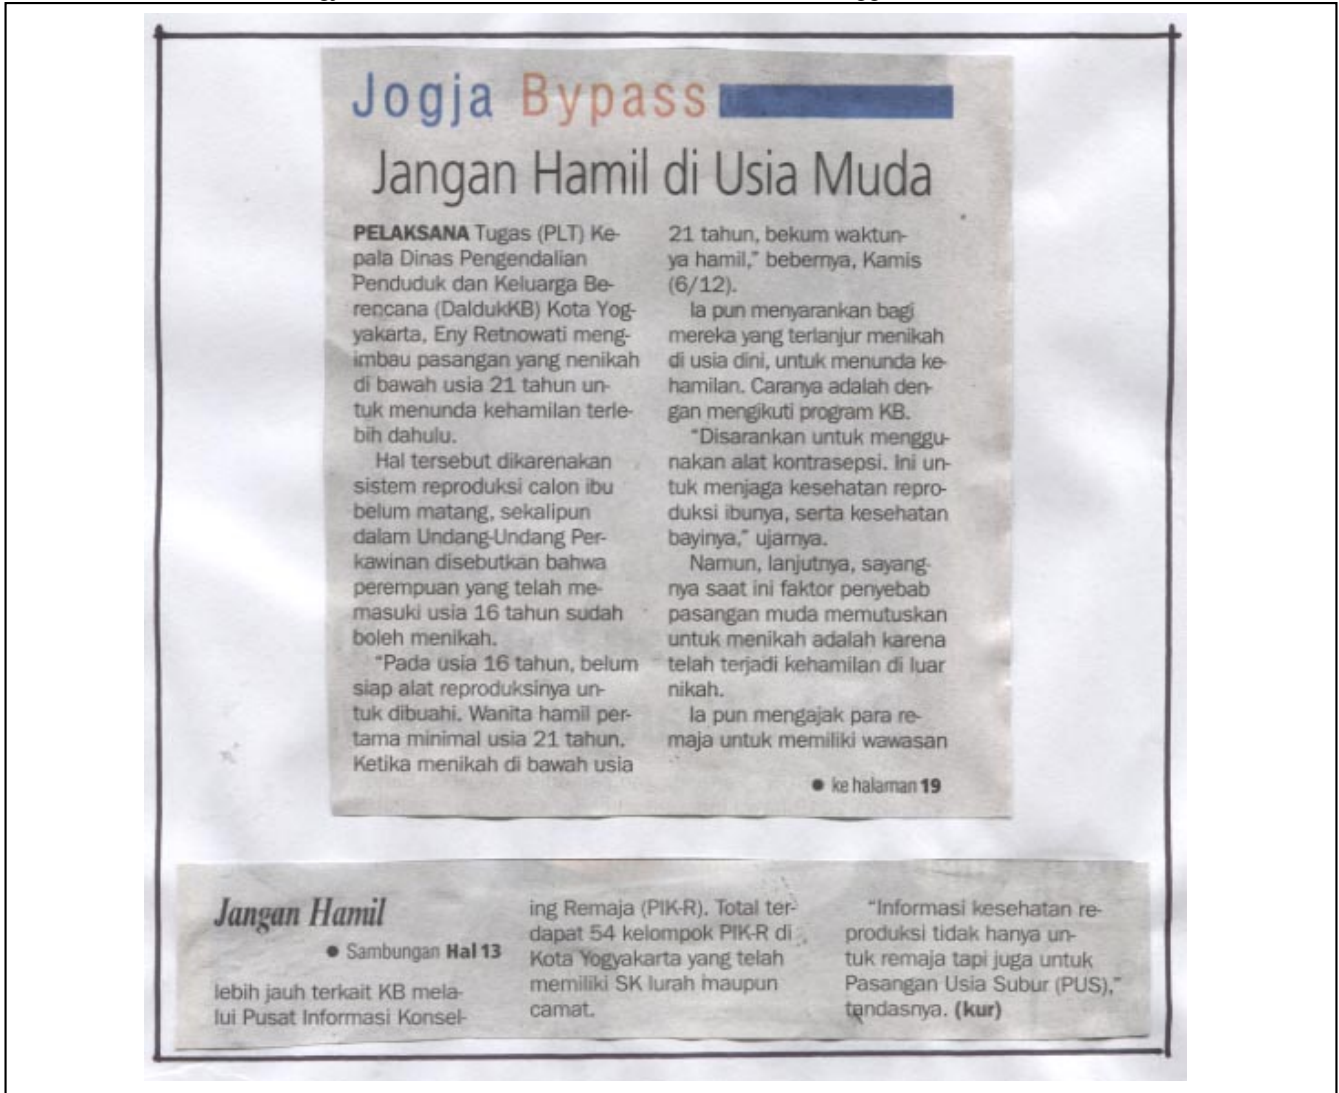 Jogja Bypass
Jangan Hamil di Usia Muda
PELAKSANA Tugas (PLT) Ke-
pala Dinas Pengendalian
Penduduk dan Keluarga Be-
rencana (DaldukKB) Kota Yog-
yakarta, Eny Retnowati meng-
imbau pasangan yang nenikah
di bawah usia 21 tahun un-
tuk menunda kehamilan terle-
bih dahulu.
Hal tersebut dikarenakan
sistem reproduksi calon ibu
belum matang, sekalipun
dalam Undang-Undang Per-
kawinan disebutkan bahwa
perempuan yang telah me-
masuki usia 16 tahun sudah
boleh menikah.
"Pada usia 16 tahun, belum
siap alat reproduksinya un-
tuk dibuahi. Wanita hamil per-
tama minimal usia 21 tahun.
Ketika menikah di bawah usia
21 tahun, bekum waktun-
ya hamil," bebernya, Kamis
(6/12).
Ia pun menyarankan bagi
mereka yang terlanjur menikah
di usia dini, untuk menunda ke-
hamilan. Caranya adalah den-
gan mengikuti program KB.
"Disarankan untuk menggu-
nakan alat kontrasepsi. Ini un-
tuk menjaga kesehatan repro-
duksi ibunya, serta kesehatan
bayinya," ujarnya.
Namun, lanjutnya, sayang-
nya saat ini faktor penyebab
pasangan muda memutuskan
untuk menikah adalah karena
telah terjadi kehamilan di luar
nikah.
Ia pun mengajak para re-
maja untuk memiliki wawasan
● ke halaman 19
Jangan Hamil
● Sambungan Hal 13
lebih jauh terkait KB mela-
lui Pusat Informasi Konsel-
ing Remaja (PIK-R). Total ter-
dapat 54 kelompok PIK-R di
Kota Yogyakarta yang telah
memiliki SK lurah maupun
camat.
"Informasi kesehatan re-
produksi tidak hanya un-
tuk remaja tapi juga untuk
Pasangan Usia Subur (PUS),"
tandasnya. (kur)